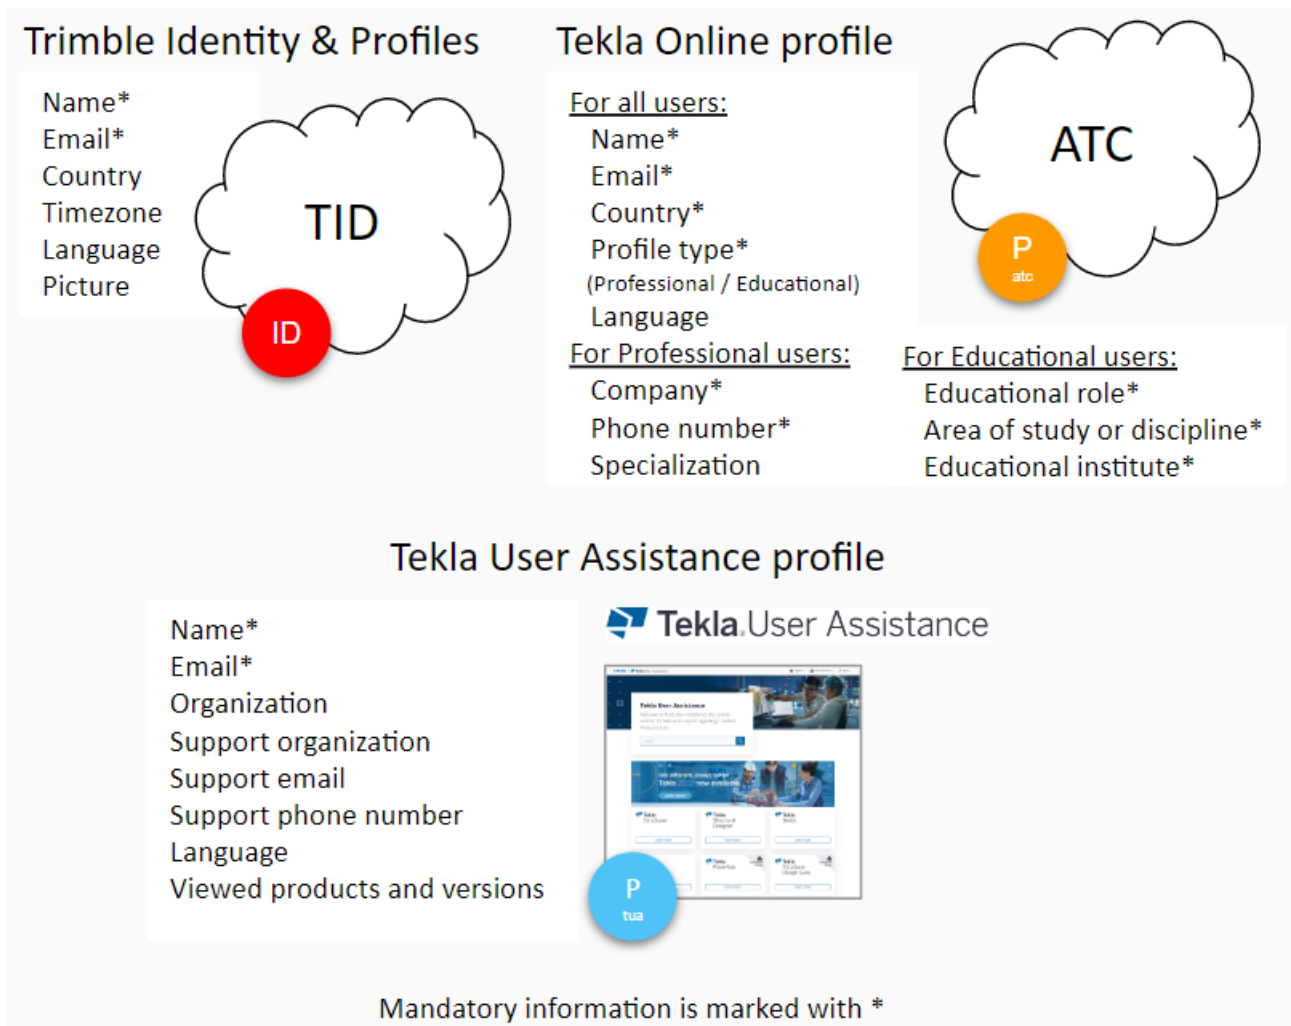 Trimble Identity & Profiles
Name*
Email*
Country
Timezone
Language
Picture
TID
ID
Tekla Online profile
For all users:
Name*
Email*
Country*
Profile type*
(Professional / Educational)
Language
For Professional users:
Company*
Phone number*
Specialization
ATC
P
atc
For Educational users:
Educational role*
Area of study or discipline*
Educational institute*
Tekla User Assistance profile
Name*
Email*
Organization
Support organization
Support email
Support phone number
Language
Viewed products and versions
Tekla User Assistance
Tekla User Assistance
P
tua
Mandatory information is marked with *